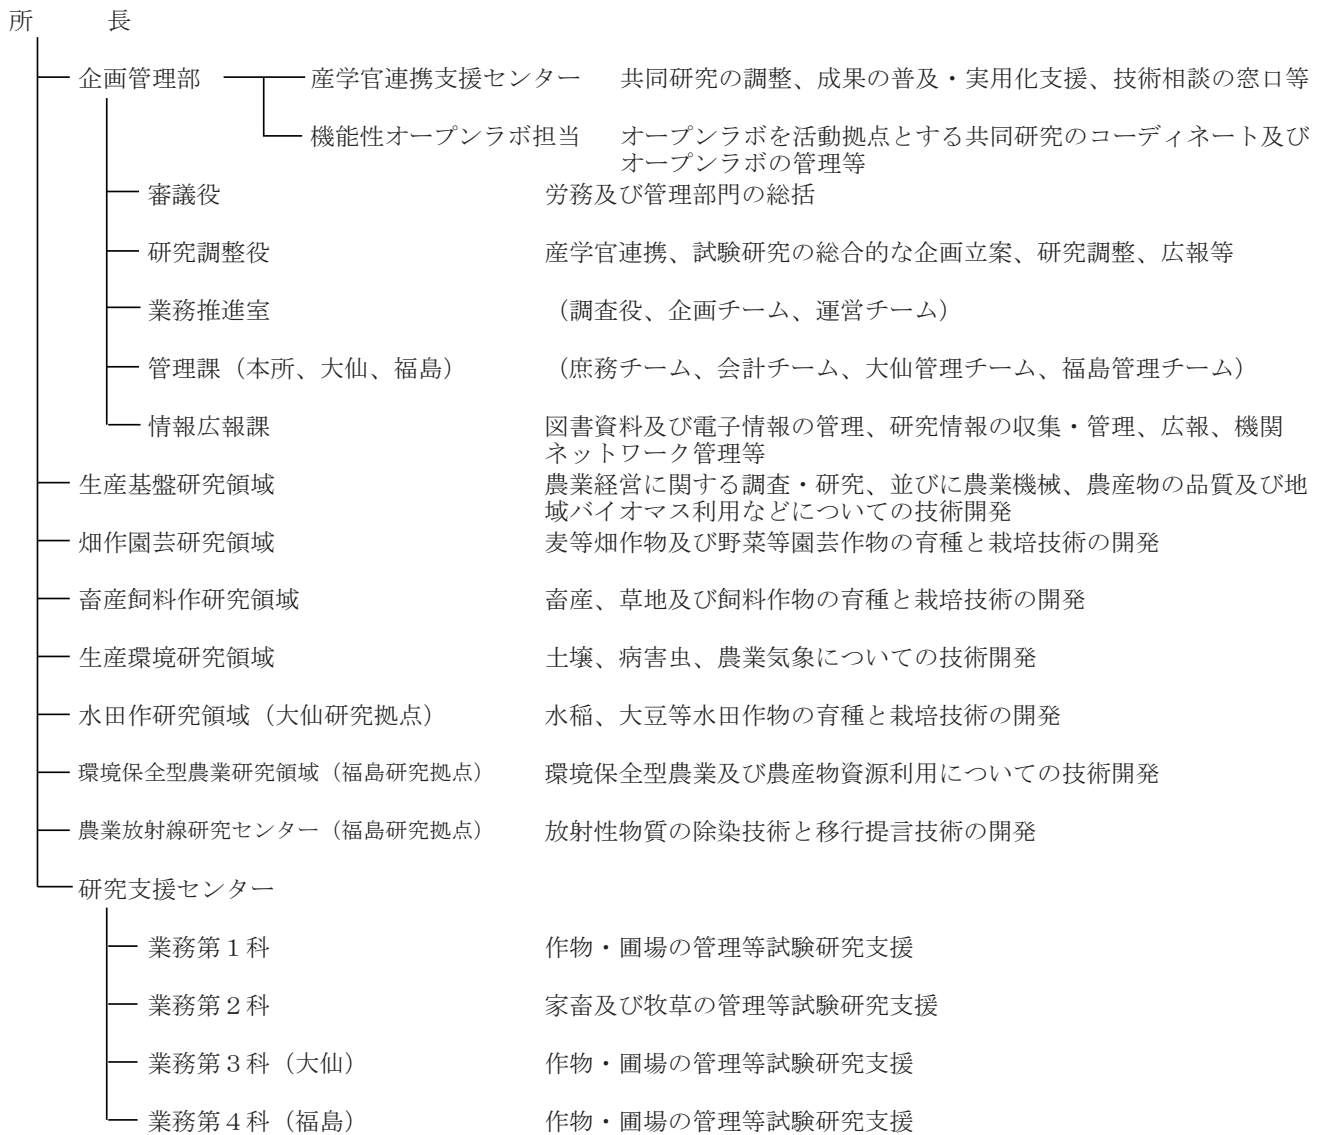 所　　　長
企画管理部　産学官連携支援センター　共同研究の調整、成果の普及・実用化支援、技術相談の窓口等
機能性オープンラボ担当　オープンラボを活動拠点とする共同研究のコーディネート及び
オープンラボの管理等
審議役　労務及び管理部門の総括
研究調整役　産学官連携、試験研究の総合的な企画立案、研究調整、広報等
業務推進室　（調査役、企画チーム、運営チーム）
管理課（本所、大仙、福島）　（庶務チーム、会計チーム、大仙管理チーム、福島管理チーム）
情報広報課　図書資料及び電子情報の管理、研究情報の収集・管理、広報、機関
ネットワーク管理等
生産基盤研究領域　農業経営に関する調査・研究、並びに農業機械、農産物の品質及び地
域バイオマス利用などについての技術開発
畑作園芸研究領域　麦等畑作物及び野菜等園芸作物の育種と栽培技術の開発
畜産飼料作研究領域　畜産、草地及び飼料作物の育種と栽培技術の開発
生産環境研究領域　土壌、病害虫、農業気象についての技術開発
水田作研究領域（大仙研究拠点）　水稲、大豆等水田作物の育種と栽培技術の開発
環境保全型農業研究領域（福島研究拠点）　環境保全型農業及び農産物資源利用についての技術開発
農業放射線研究センター（福島研究拠点）　放射性物質の除染技術と移行提言技術の開発
研究支援センター
業務第１科　作物・圃場の管理等試験研究支援
業務第２科　家畜及び牧草の管理等試験研究支援
業務第３科（大仙）　作物・圃場の管理等試験研究支援
業務第４科（福島）　作物・圃場の管理等試験研究支援